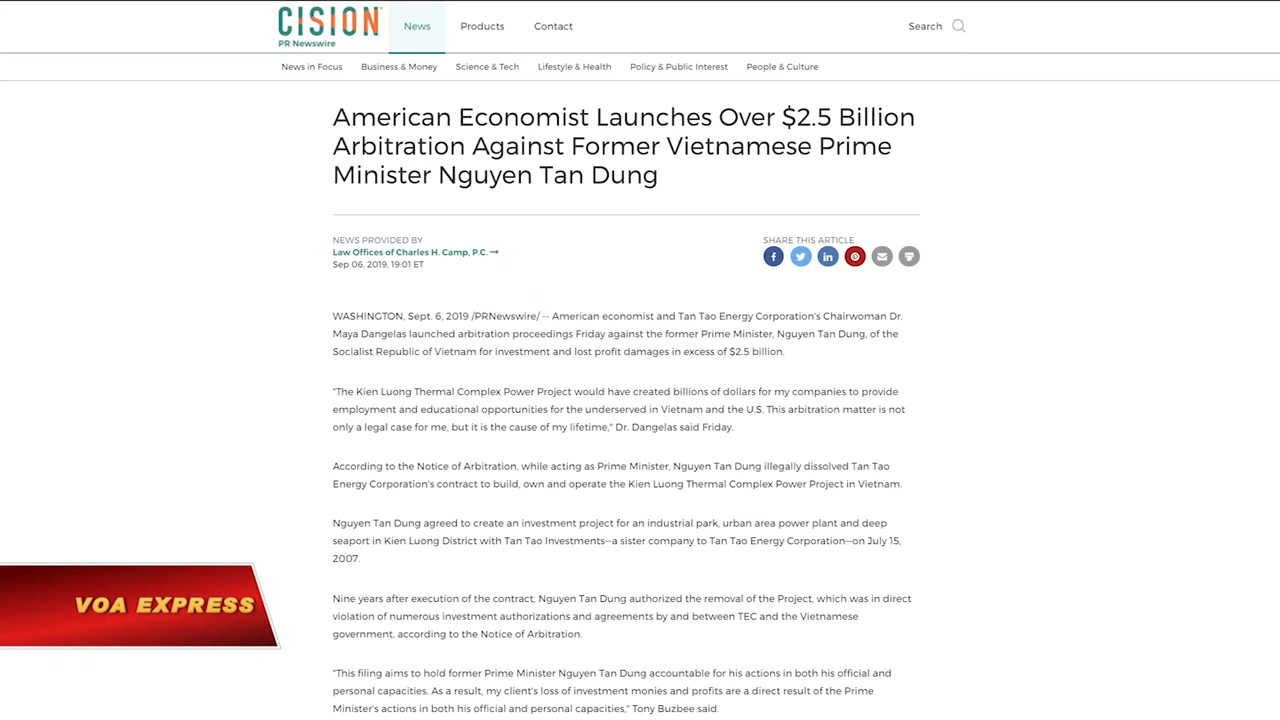 CISION
PR Newswire
News
Products
Contact
Search
News in Focus
Business & Money
Science & Tech
Lifestyle & Health
Policy & Public Interest
People & Culture
American Economist Launches Over $2.5 Billion
Arbitration Against Former Vietnamese Prime
Minister Nguyen Tan Dung
NEWS PROVIDED BY
Law Offices of Charles H. Camp, P.C. →
Sep 06, 2019, 19:01 ET
SHARE THIS ARTICLE
WASHINGTON, Sept. 6, 2019 /PRNewswire/ -- American economist and Tan Tao Energy Corporation's Chairwoman Dr.
Maya Dangelas launched arbitration proceedings Friday against the former Prime Minister, Nguyen Tan Dung, of the
Socialist Republic of Vietnam for investment and lost profit damages in excess of $2.5 billion.
"The Kien Luong Thermal Complex Power Project would have created billions of dollars for my companies to provide
employment and educational opportunities for the underserved in Vietnam and the U.S. This arbitration matter is not
only a legal case for me, but it is the cause of my lifetime," Dr. Dangelas said Friday.
According to the Notice of Arbitration, while acting as Prime Minister, Nguyen Tan Dung illegally dissolved Tan Tao
Energy Corporation's contract to build, own and operate the Kien Luong Thermal Complex Power Project in Vietnam.
Nguyen Tan Dung agreed to create an investment project for an industrial park, urban area power plant and deep
seaport in Kien Luong District with Tan Tao Investments—a sister company to Tan Tao Energy Corporation—on July 15,
2007.
Nine years after execution of the contract, Nguyen Tan Dung authorized the removal of the Project, which was in direct
violation of numerous investment authorizations and agreements by and between TEC and the Vietnamese
government, according to the Notice of Arbitration.
"This filing aims to hold former Prime Minister Nguyen Tan Dung accountable for his actions in both his official and
personal capacities. As a result, my client's loss of investment monies and profits are a direct result of the Prime
Minister's actions in both his official and personal capacities," Tony Buzbee said.
VOA EXPRESS